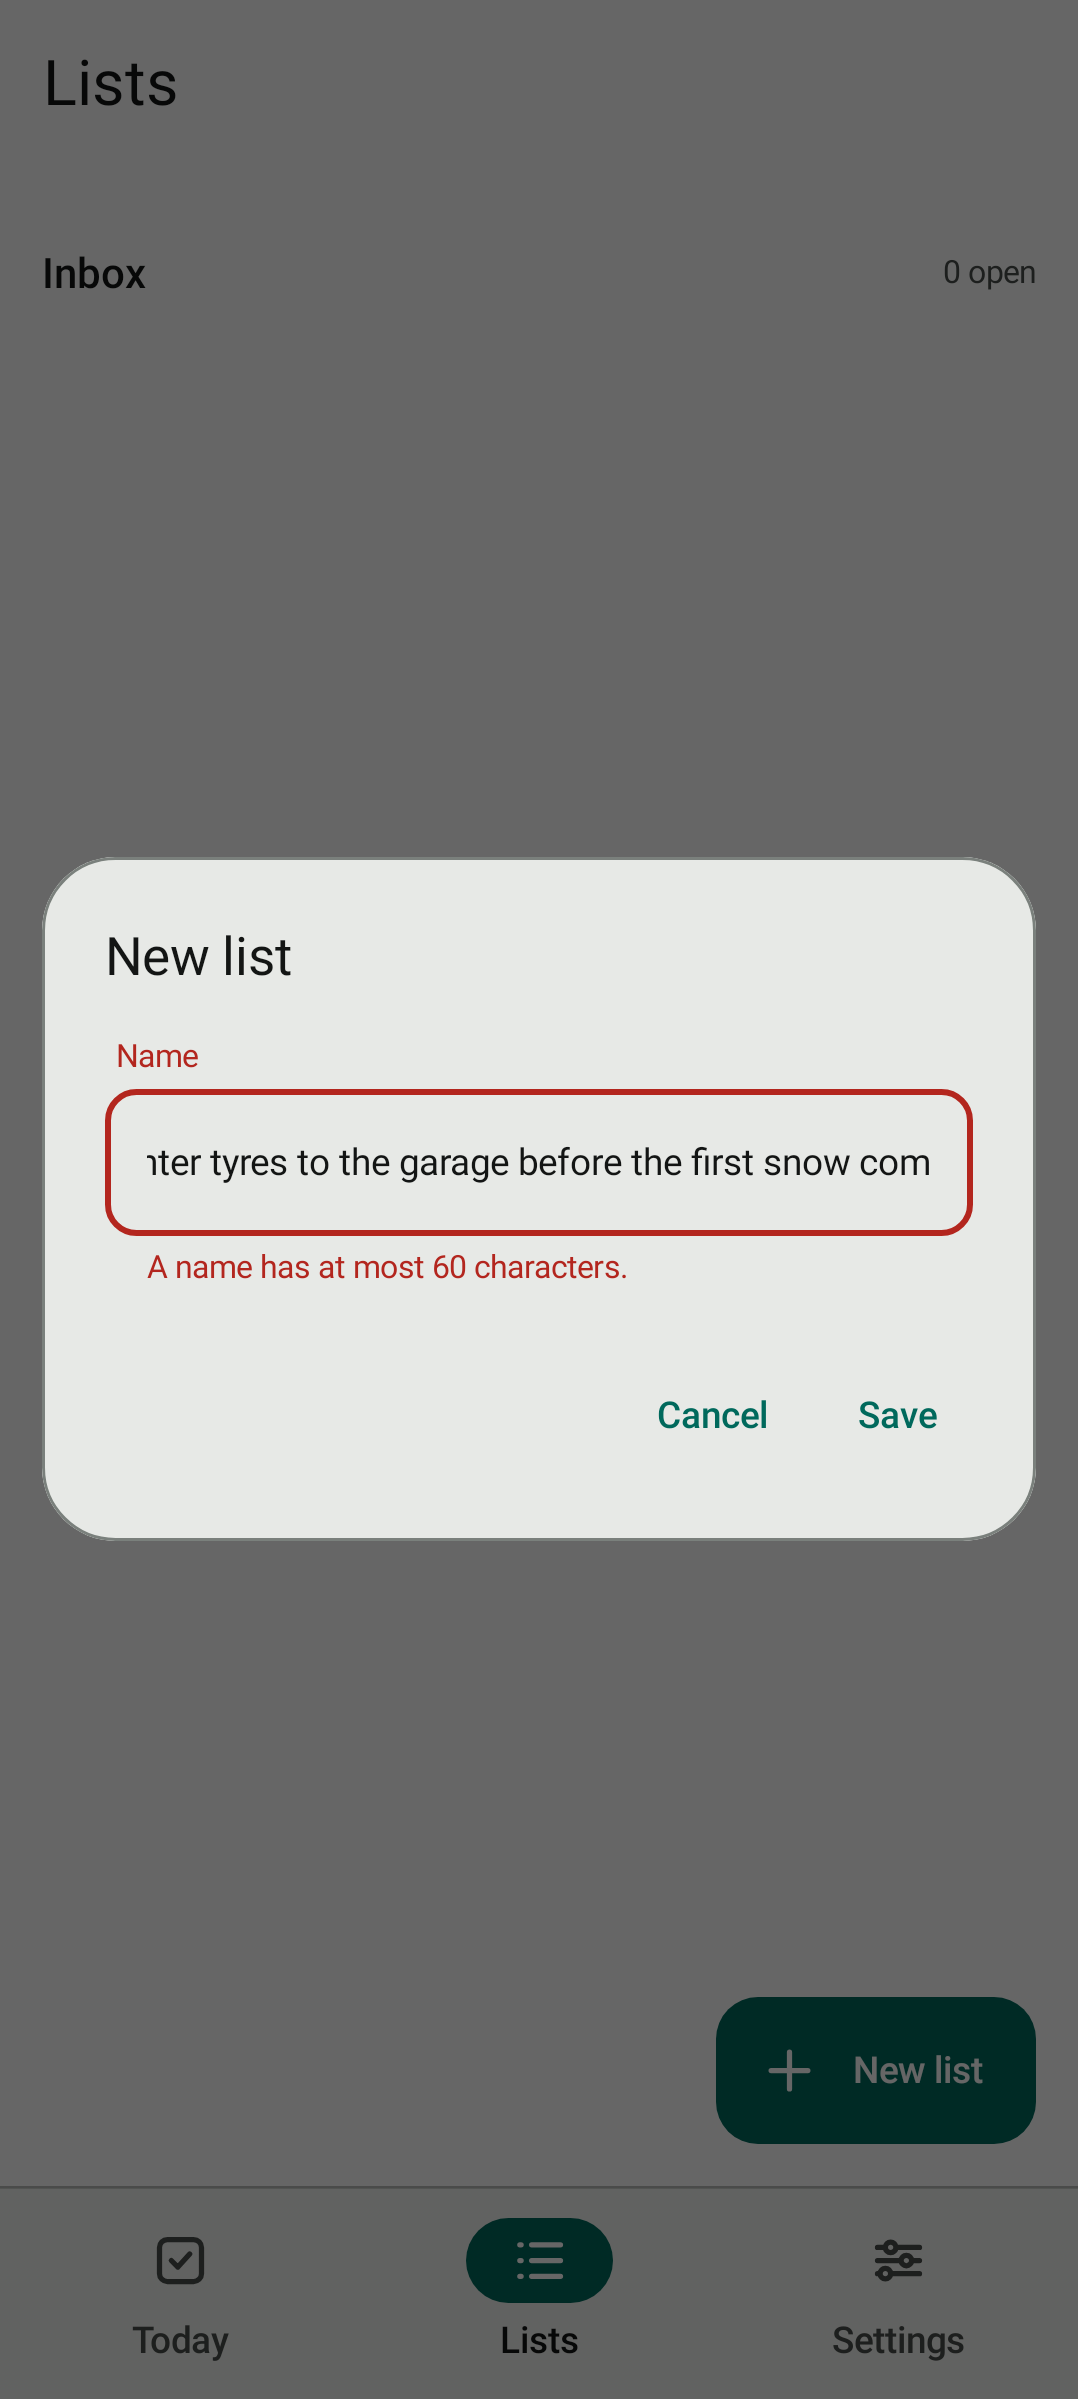 Lists
Inbox
0 open
New list
Name
ter tyres to the garage before the first snow com
A name has at most 60 characters.
Cancel
Save
New list
Today
Lists
Settings